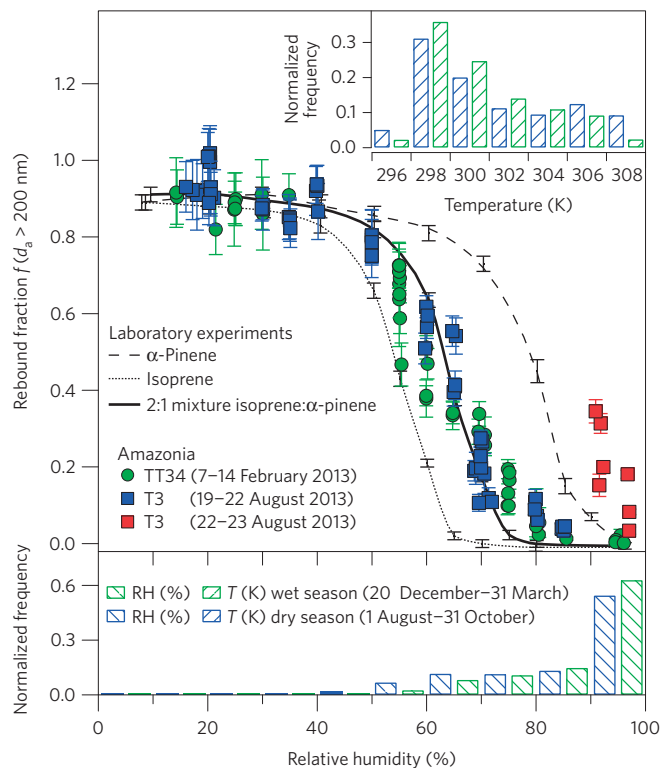 1.2
1.0
0.8
0.6
0.4
0.2
0.0
Rebound fraction f (dₐ > 200 nm)
0.3
0.2
0.1
0.0
Normalized
frequency
296 298 300 302 304 306 308
Temperature (K)
Laboratory experiments
α-Pinene
Isoprene
2:1 mixture isoprene:α-pinene
Amazonia
TT34 (7–14 February 2013)
T3 (19–22 August 2013)
T3 (22–23 August 2013)
0.6
0.3
0.0
Normalized frequency
RH (%) T (K) wet season (20 December–31 March)
RH (%) T (K) dry season (1 August–31 October)
0 20 40 60 80 100
Relative humidity (%)